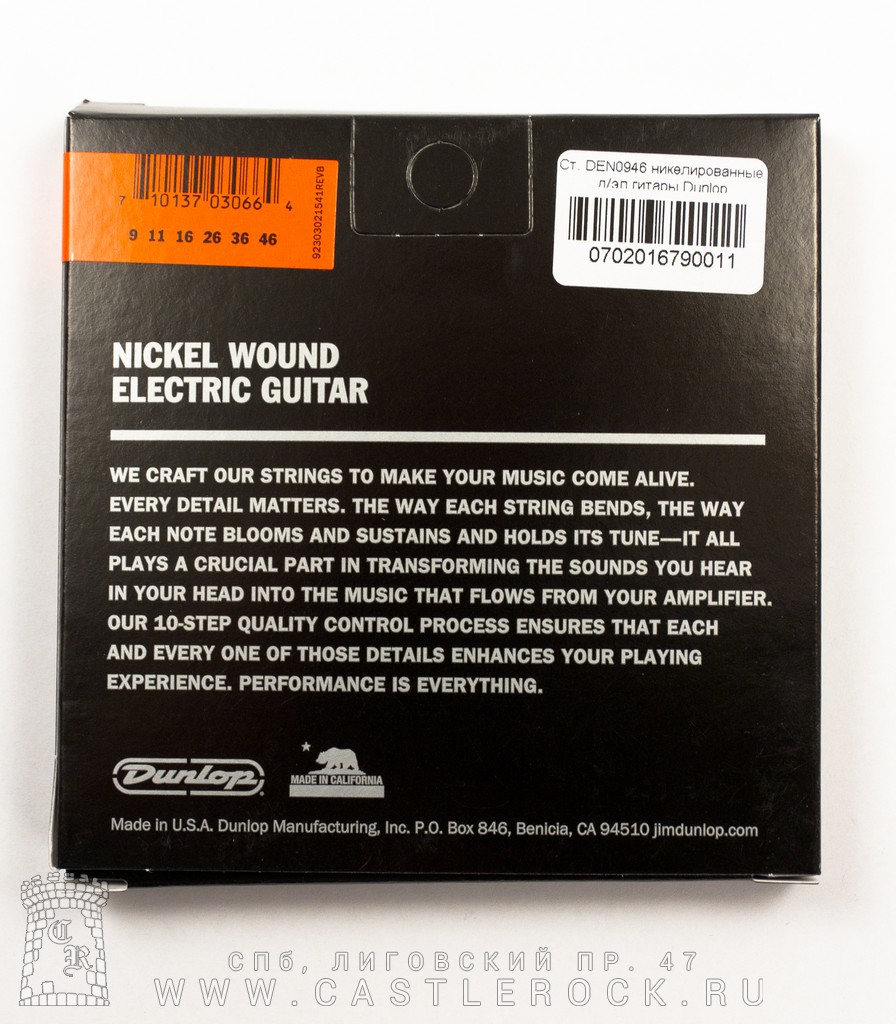 7 10137 03066 4
9 11 16 26 36 46
92303021541REVB
Ст. DEN0946 никелированные
д/эл гитары Dunlop
0702016790011
NICKEL WOUND
ELECTRIC GUITAR
WE CRAFT OUR STRINGS TO MAKE YOUR MUSIC COME ALIVE.
EVERY DETAIL MATTERS. THE WAY EACH STRING BENDS, THE WAY
EACH NOTE BLOOMS AND SUSTAINS AND HOLDS ITS TUNE—IT ALL
PLAYS A CRUCIAL PART IN TRANSFORMING THE SOUNDS YOU HEAR
IN YOUR HEAD INTO THE MUSIC THAT FLOWS FROM YOUR AMPLIFIER.
OUR 10-STEP QUALITY CONTROL PROCESS ENSURES THAT EACH
AND EVERY ONE OF THOSE DETAILS ENHANCES YOUR PLAYING
EXPERIENCE. PERFORMANCE IS EVERYTHING.
Dunlop
MADE IN CALIFORNIA
Made in U.S.A. Dunlop Manufacturing, Inc. P.O. Box 846, Benicia, CA 94510 jimdunlop.com
CR
СПб, ЛИГОВСКИЙ ПР. 47
WWW.CASTLEROCK.RU